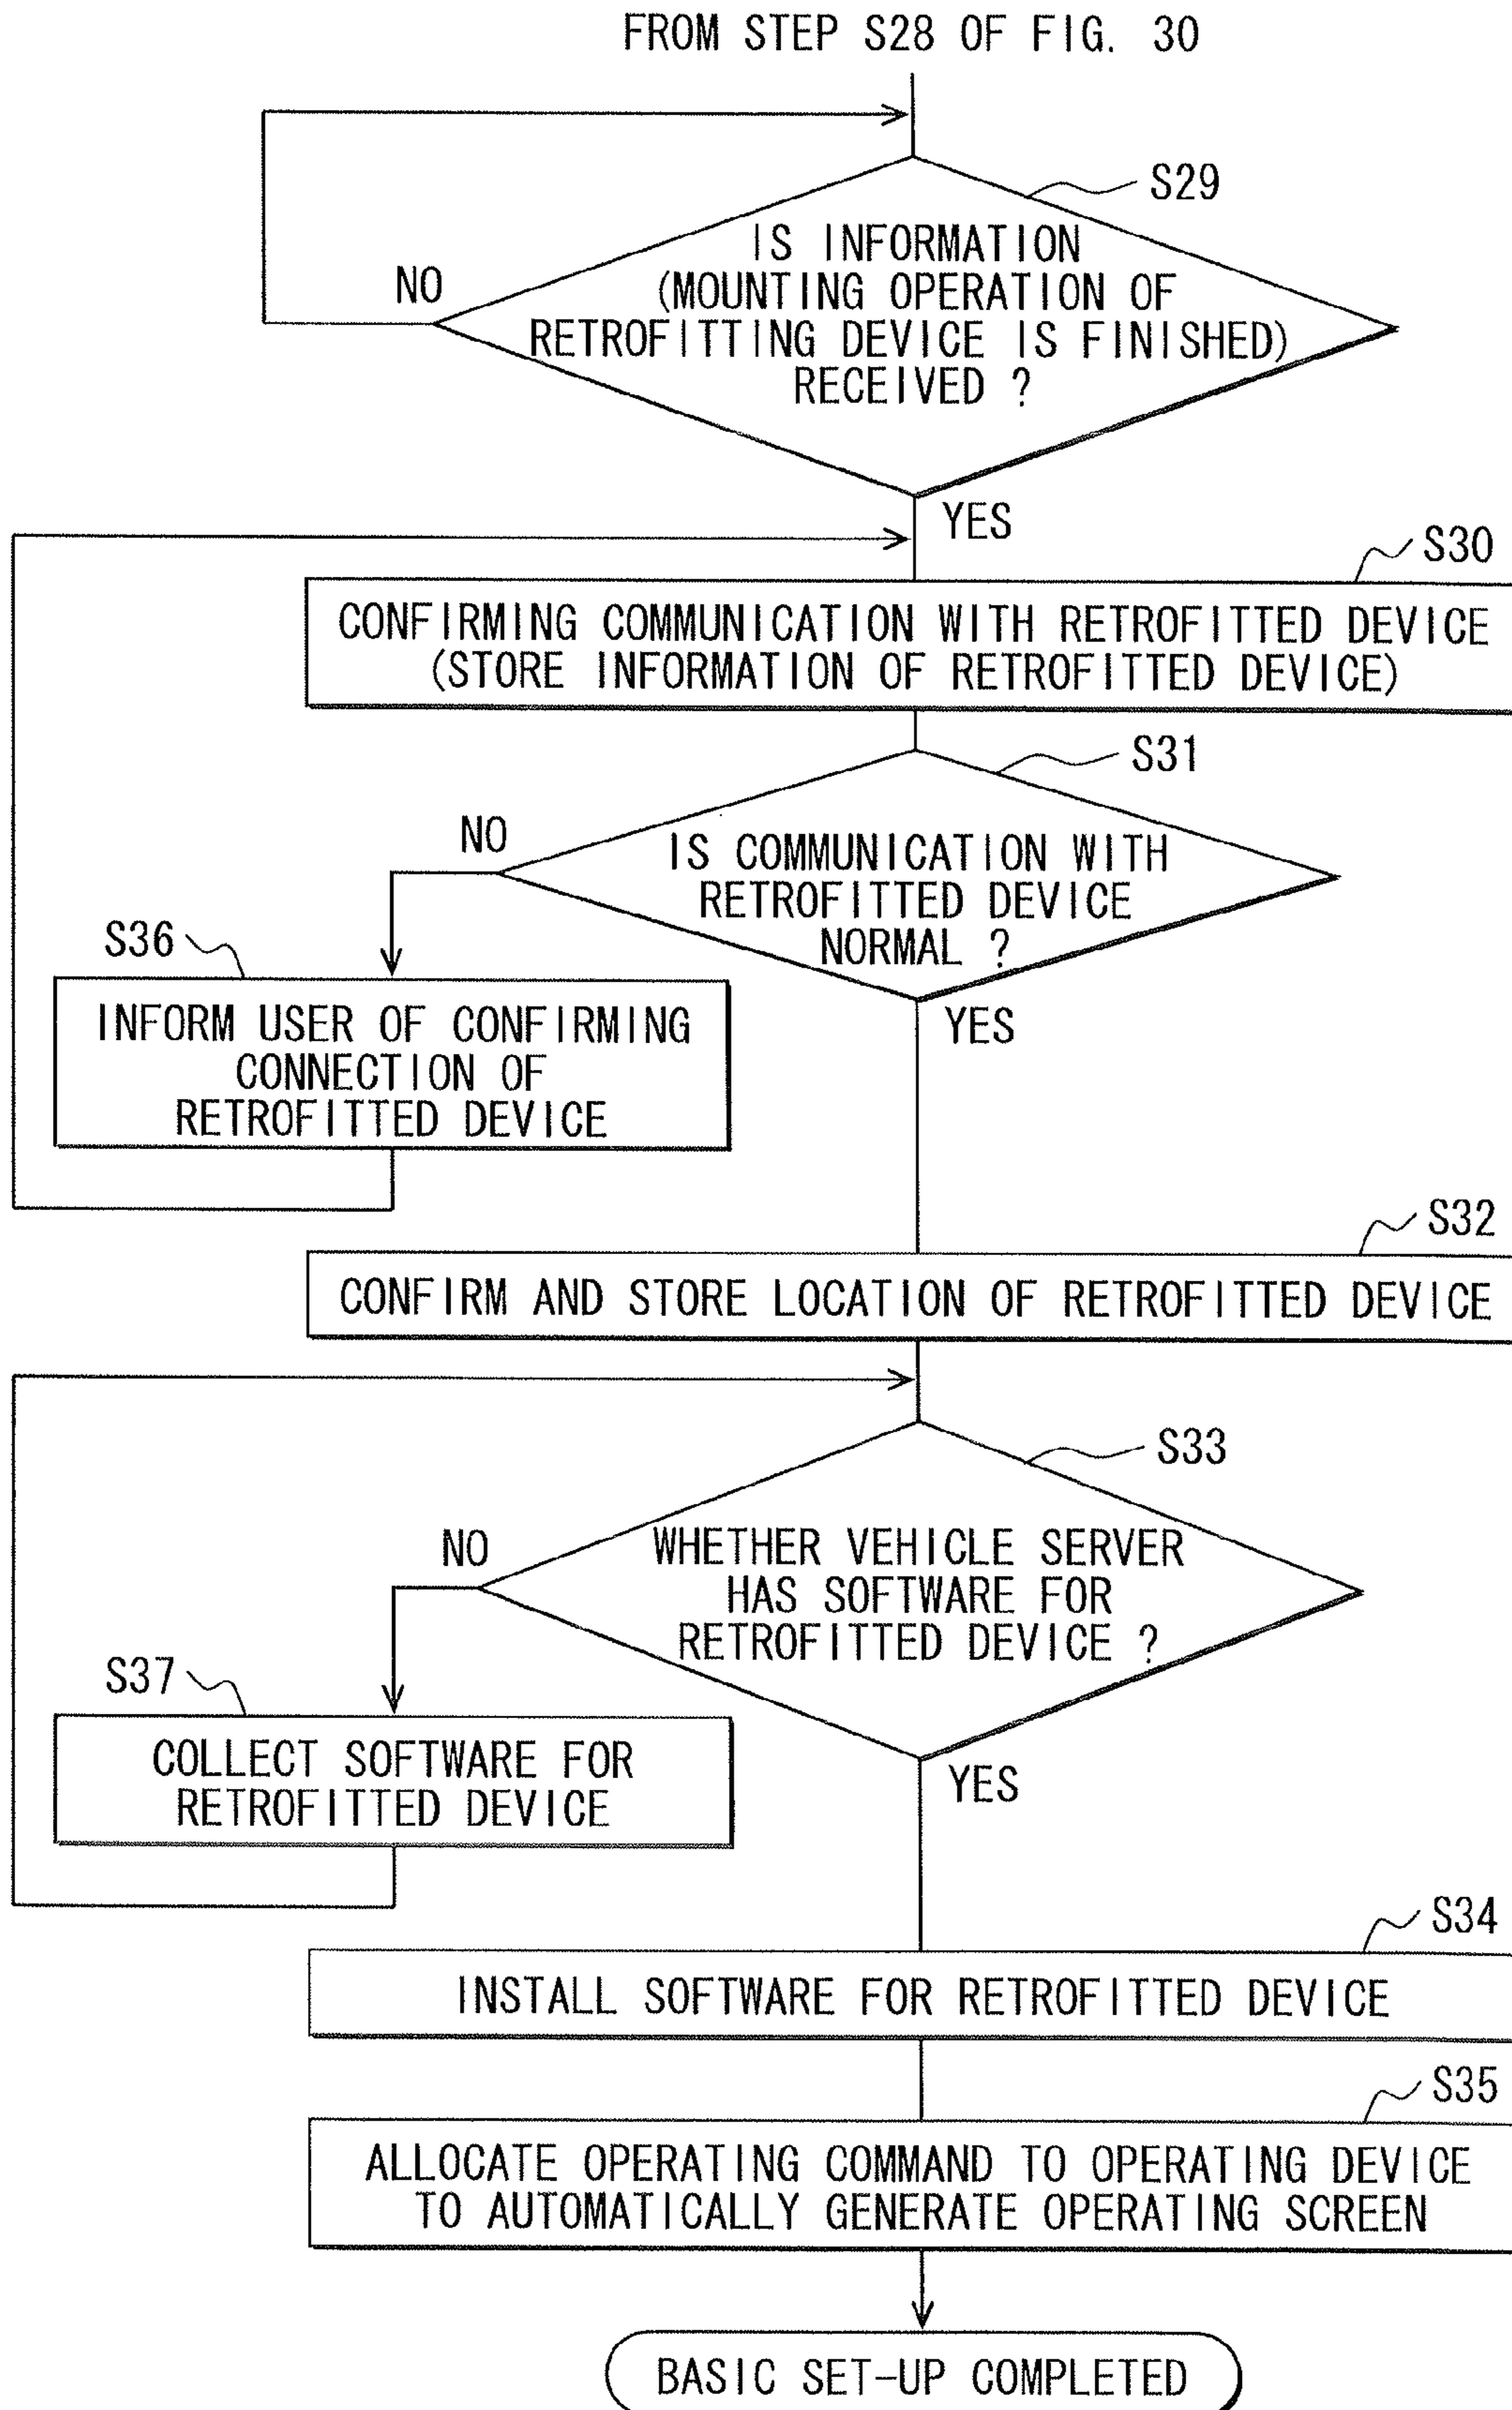 FROM STEP S28 OF FIG. 30
S29
IS INFORMATION
(MOUNTING OPERATION OF
RETROFITTING DEVICE IS FINISHED)
RECEIVED ?
NO
YES
S30
CONFIRMING COMMUNICATION WITH RETROFITTED DEVICE
(STORE INFORMATION OF RETROFITTED DEVICE)
S31
NO
IS COMMUNICATION WITH
RETROFITTED DEVICE
NORMAL ?
YES
S36
INFORM USER OF CONFIRMING
CONNECTION OF
RETROFITTED DEVICE
S32
CONFIRM AND STORE LOCATION OF RETROFITTED DEVICE
S33
NO
WHETHER VEHICLE SERVER
HAS SOFTWARE FOR
RETROFITTED DEVICE ?
YES
S37
COLLECT SOFTWARE FOR
RETROFITTED DEVICE
S34
INSTALL SOFTWARE FOR RETROFITTED DEVICE
S35
ALLOCATE OPERATING COMMAND TO OPERATING DEVICE
TO AUTOMATICALLY GENERATE OPERATING SCREEN
BASIC SET-UP COMPLETED